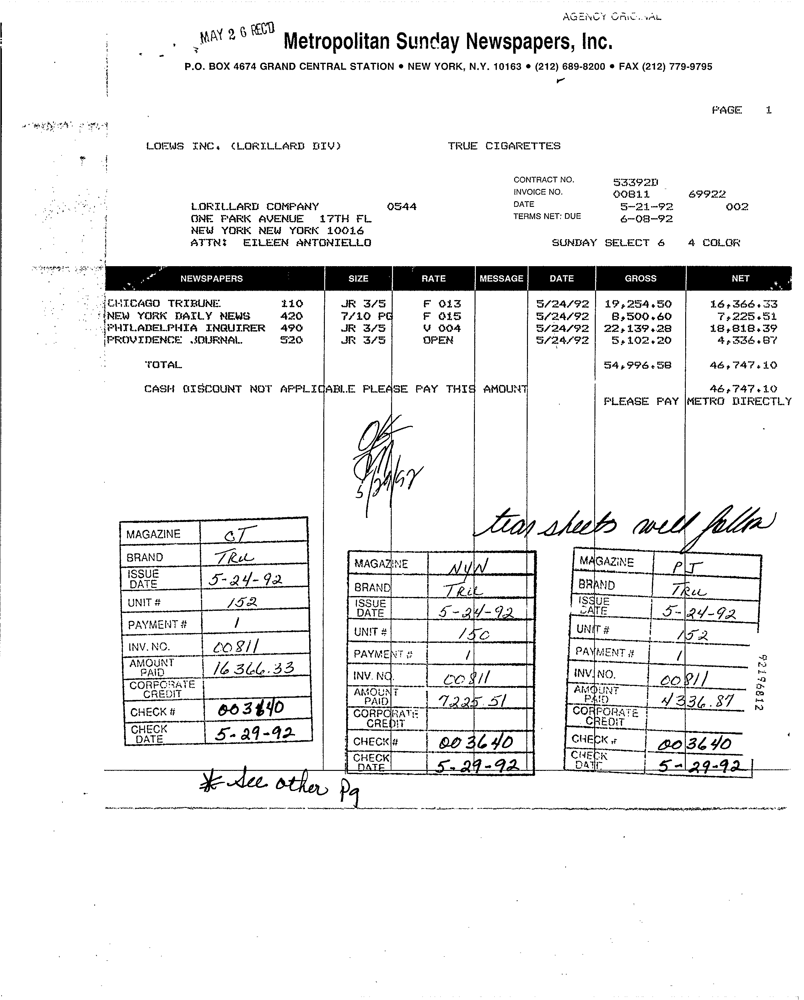 AGENCY ORIGINAL
MAY 26 REC'D
Metropolitan Sunday Newspapers, Inc.
P.O. BOX 4674 GRAND CENTRAL STATION • NEW YORK, N.Y. 10163 • (212) 689-8200 • FAX (212) 779-9795
PAGE 1
LOEWS INC. (LORILLARD DIV) TRUE CIGARETTES
CONTRACT NO. 53392D
INVOICE NO. 00811 69922
DATE 5-21-92 002
TERMS NET: DUE 6-08-92
LORILLARD COMPANY 0544
ONE PARK AVENUE 17TH FL
NEW YORK NEW YORK 10016
ATTN: EILEEN ANTONIELLO
SUNDAY SELECT 6 4 COLOR
NEWSPAPERS SIZE RATE MESSAGE DATE GROSS NET
CHICAGO TRIBUNE 110 JR 3/5 F 013 5/24/92 19,254.50 16,366.33
NEW YORK DAILY NEWS 420 7/10 PG F 015 5/24/92 8,500.60 7,225.51
PHILADELPHIA INQUIRER 490 JR 3/5 V 004 5/24/92 22,139.28 18,818.39
PROVIDENCE JOURNAL 520 JR 3/5 OPEN 5/24/92 5,102.20 4,336.87
TOTAL 54,996.58 46,747.10
CASH DISCOUNT NOT APPLICABLE PLEASE PAY THIS AMOUNT 46,747.10
PLEASE PAY METRO DIRECTLY
OK
5/29/92
tear sheets will follow
MAGAZINE CT
BRAND TRU
ISSUE DATE 5-24-92
UNIT # 152
PAYMENT # 1
INV. NO. 00811
AMOUNT PAID 16366.33
CORPORATE CREDIT
CHECK # 003640
CHECK DATE 5-29-92
MAGAZINE NYN
BRAND TRU
ISSUE DATE 5-24-92
UNIT # 150
PAYMENT # 1
INV. NO. 00811
AMOUNT PAID 7225.51
CORPORATE CREDIT
CHECK # 003640
CHECK DATE 5-29-92
MAGAZINE PJ
BRAND TRU
ISSUE DATE 5-24-92
UNIT # 152
PAYMENT # 1
INV. NO. 00811
AMOUNT PAID 4336.87
CORPORATE CREDIT
CHECK # 003640
CHECK DATE 5-29-92
92196812
* See other Pg